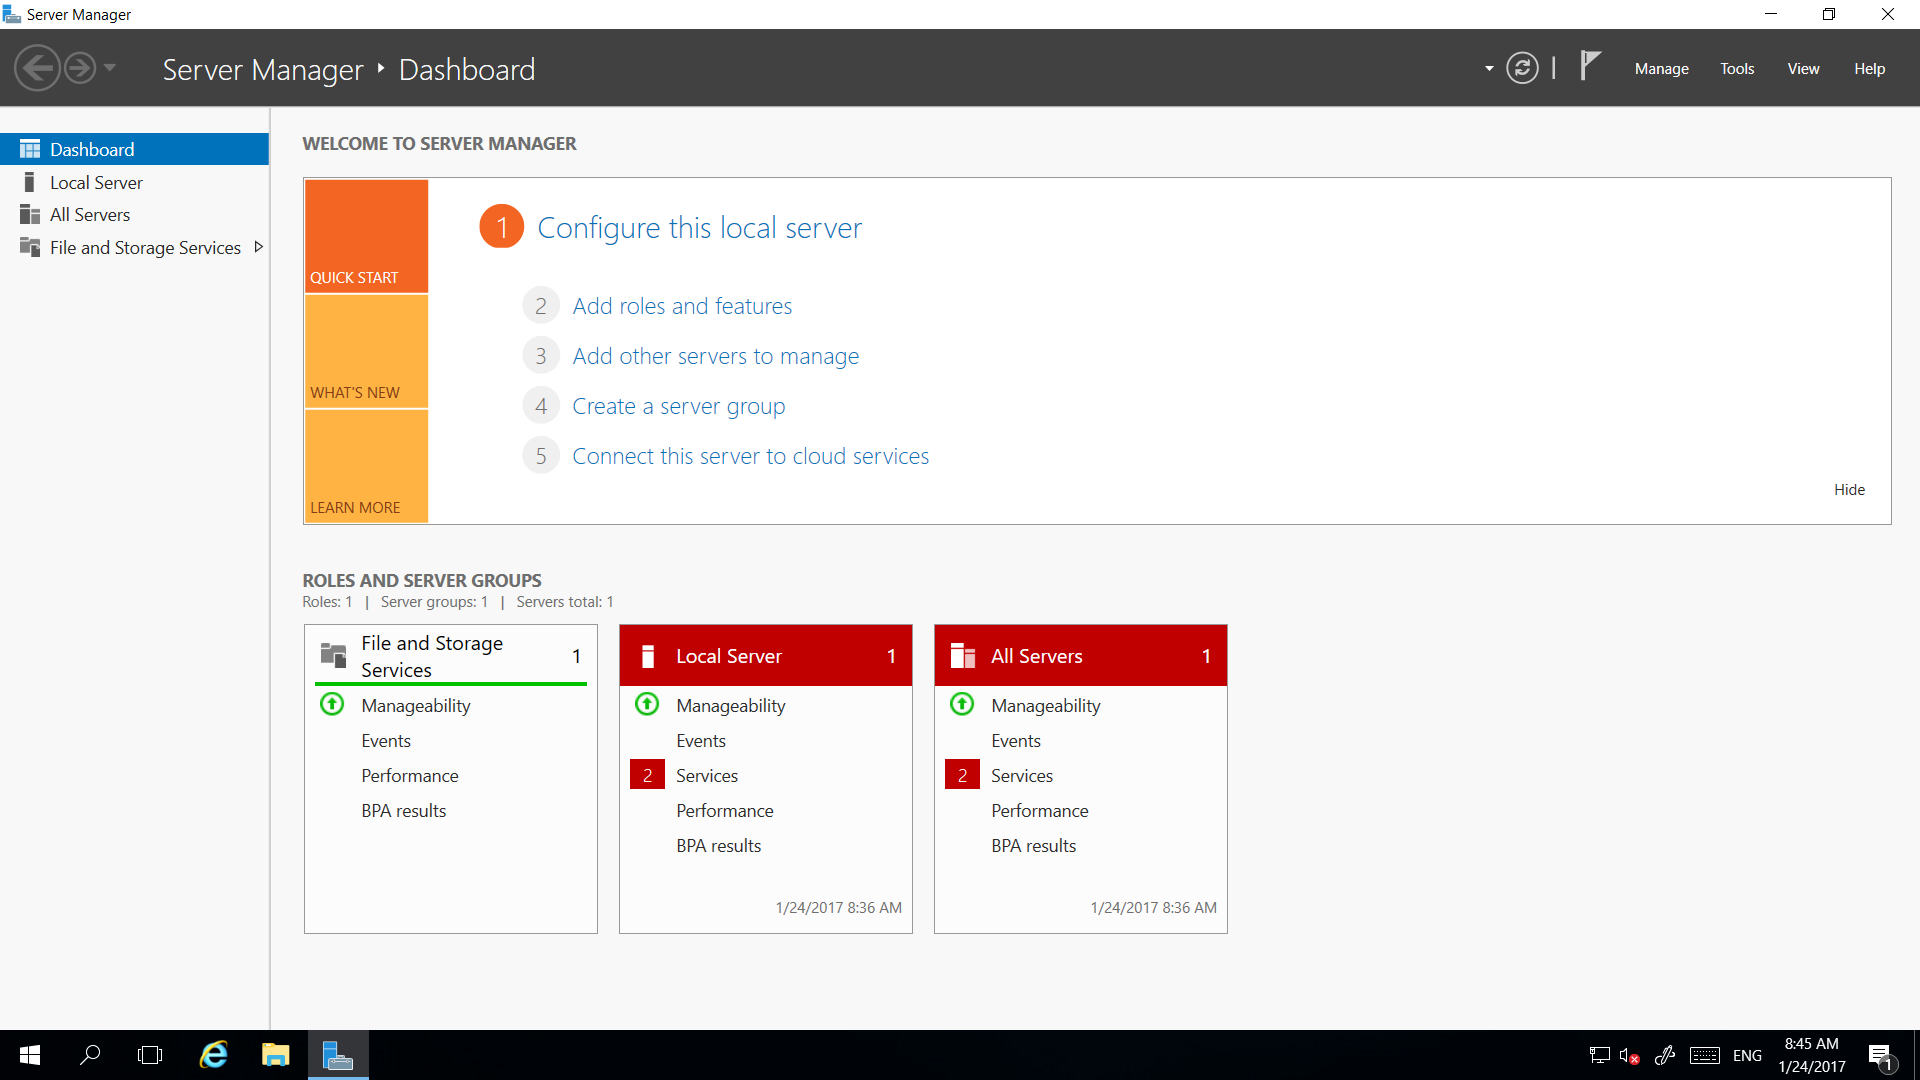 Server Manager
Server Manager ‣ Dashboard
Manage
Tools
View
Help
Dashboard
Local Server
All Servers
File and Storage Services
WELCOME TO SERVER MANAGER
QUICK START
WHAT'S NEW
LEARN MORE
1 Configure this local server
2 Add roles and features
3 Add other servers to manage
4 Create a server group
5 Connect this server to cloud services
Hide
ROLES AND SERVER GROUPS
Roles: 1 | Server groups: 1 | Servers total: 1
File and Storage
Services
1
Manageability
Events
Performance
BPA results
Local Server 1
Manageability
Events
2 Services
Performance
BPA results
1/24/2017 8:36 AM
All Servers 1
Manageability
Events
2 Services
Performance
BPA results
1/24/2017 8:36 AM
ENG
8:45 AM
1/24/2017
1